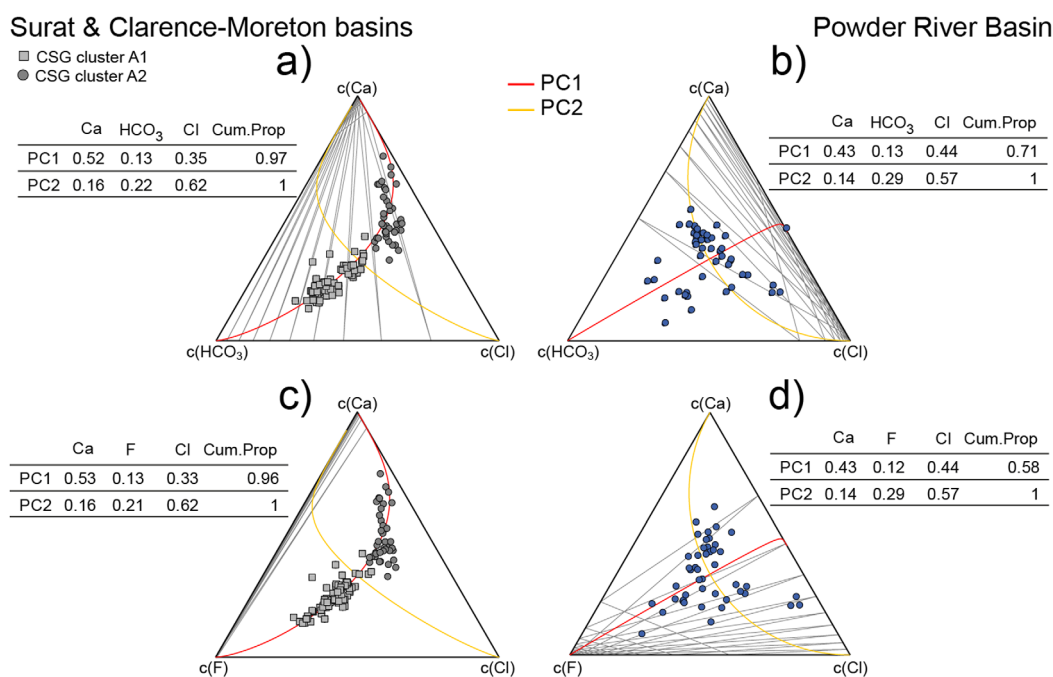 Surat & Clarence-Moreton basins
Powder River Basin
CSG cluster A1
CSG cluster A2
PC1
PC2
a)
c(Ca)
c(HCO3)
c(Cl)
Ca HCO3 Cl Cum.Prop
PC1 0.52 0.13 0.35 0.97
PC2 0.16 0.22 0.62 1
b)
c(Ca)
c(HCO3)
c(Cl)
Ca HCO3 Cl Cum.Prop
PC1 0.43 0.13 0.44 0.71
PC2 0.14 0.29 0.57 1
c)
c(Ca)
c(F)
c(Cl)
Ca F Cl Cum.Prop
PC1 0.53 0.13 0.33 0.96
PC2 0.16 0.21 0.62 1
d)
c(Ca)
c(F)
c(Cl)
Ca F Cl Cum.Prop
PC1 0.43 0.12 0.44 0.58
PC2 0.14 0.29 0.57 1